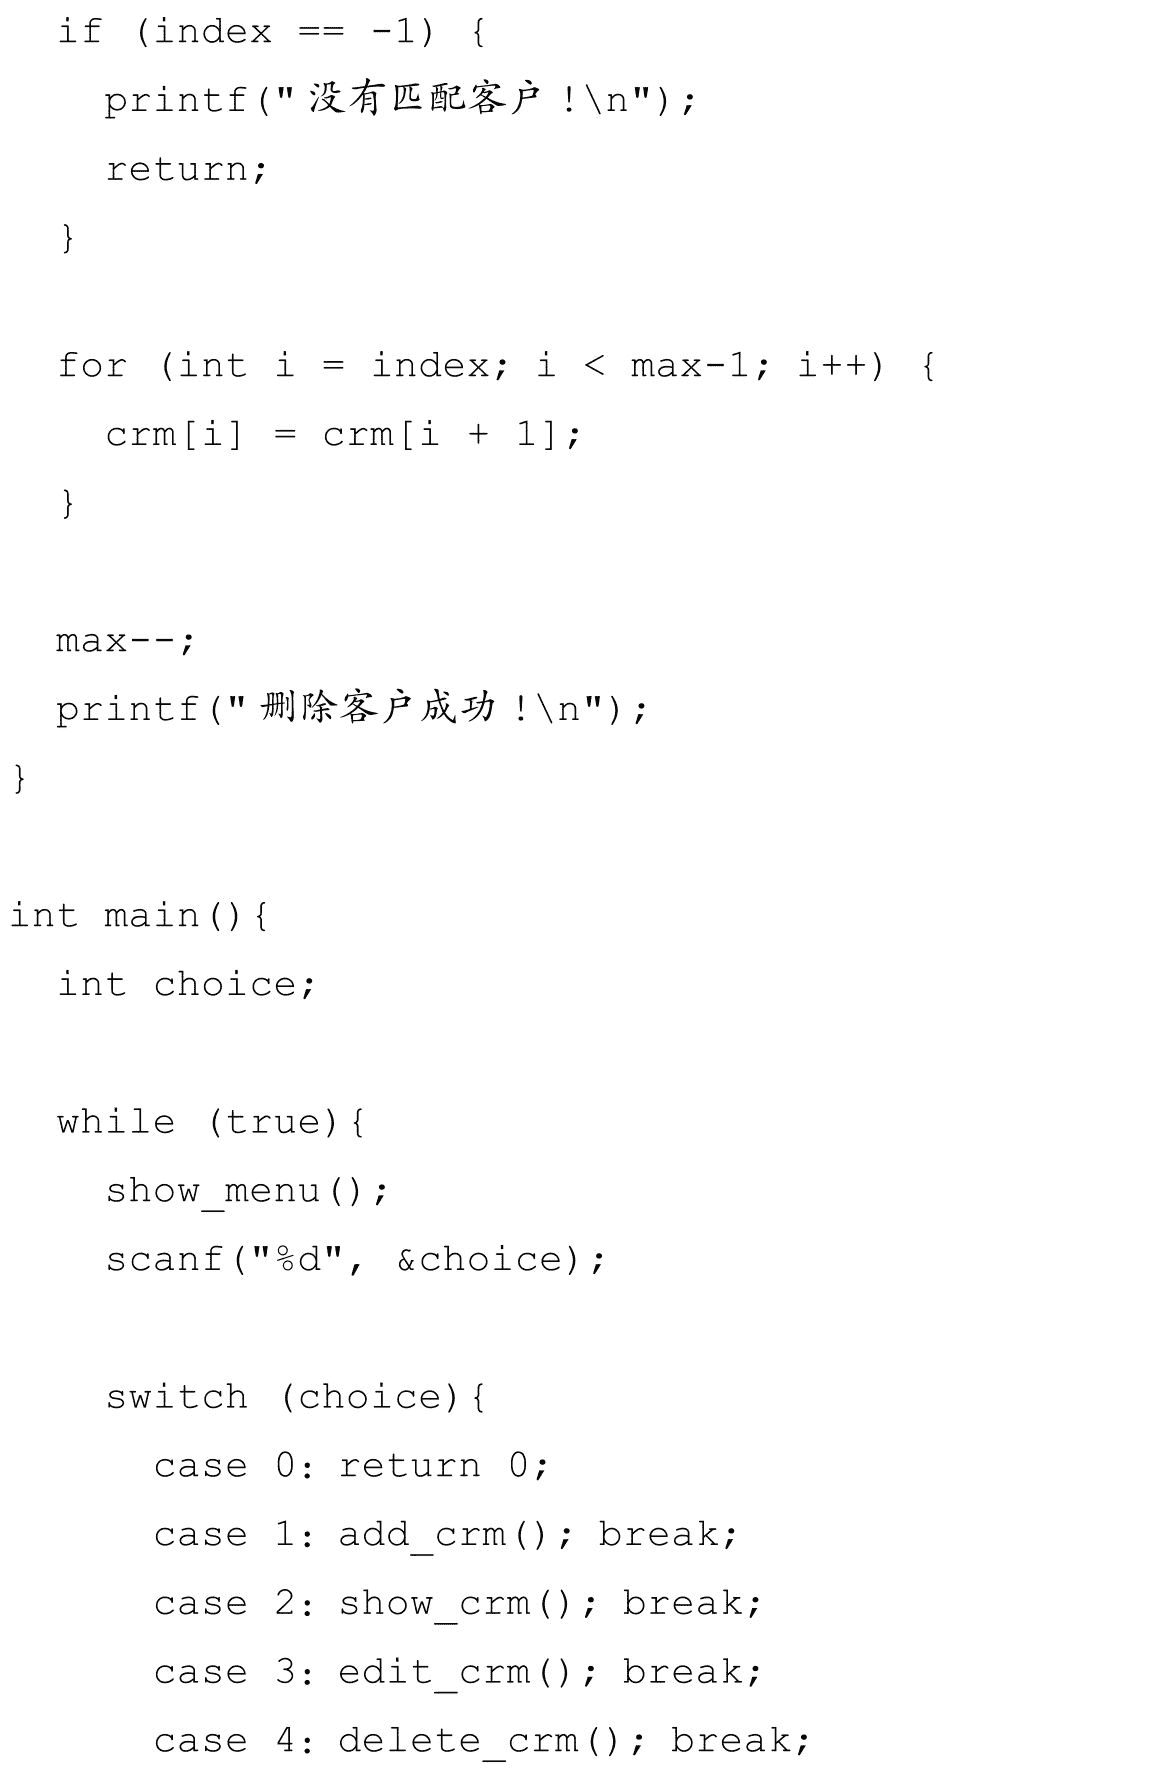 if (index == -1) {
printf("没有匹配客户!\n");
return;
}
for (int i = index; i < max-1; i++) {
crm[i] = crm[i + 1];
}
max--;
printf("删除客户成功!\n");
}
int main(){
int choice;
while (true){
show_menu();
scanf("%d", &choice);
switch (choice){
case 0: return 0;
case 1: add_crm(); break;
case 2: show_crm(); break;
case 3: edit_crm(); break;
case 4: delete_crm(); break;